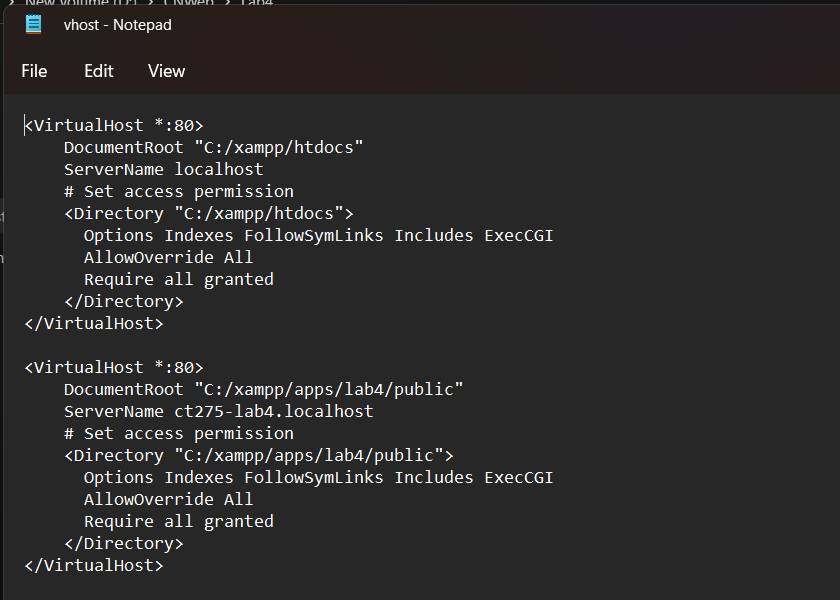 vhost - Notepad
File Edit View
<VirtualHost *:80>
    DocumentRoot "C:/xampp/htdocs"
    ServerName localhost
    # Set access permission
    <Directory "C:/xampp/htdocs">
      Options Indexes FollowSymLinks Includes ExecCGI
      AllowOverride All
      Require all granted
    </Directory>
</VirtualHost>

<VirtualHost *:80>
    DocumentRoot "C:/xampp/apps/lab4/public"
    ServerName ct275-lab4.localhost
    # Set access permission
    <Directory "C:/xampp/apps/lab4/public">
      Options Indexes FollowSymLinks Includes ExecCGI
      AllowOverride All
      Require all granted
    </Directory>
</VirtualHost>